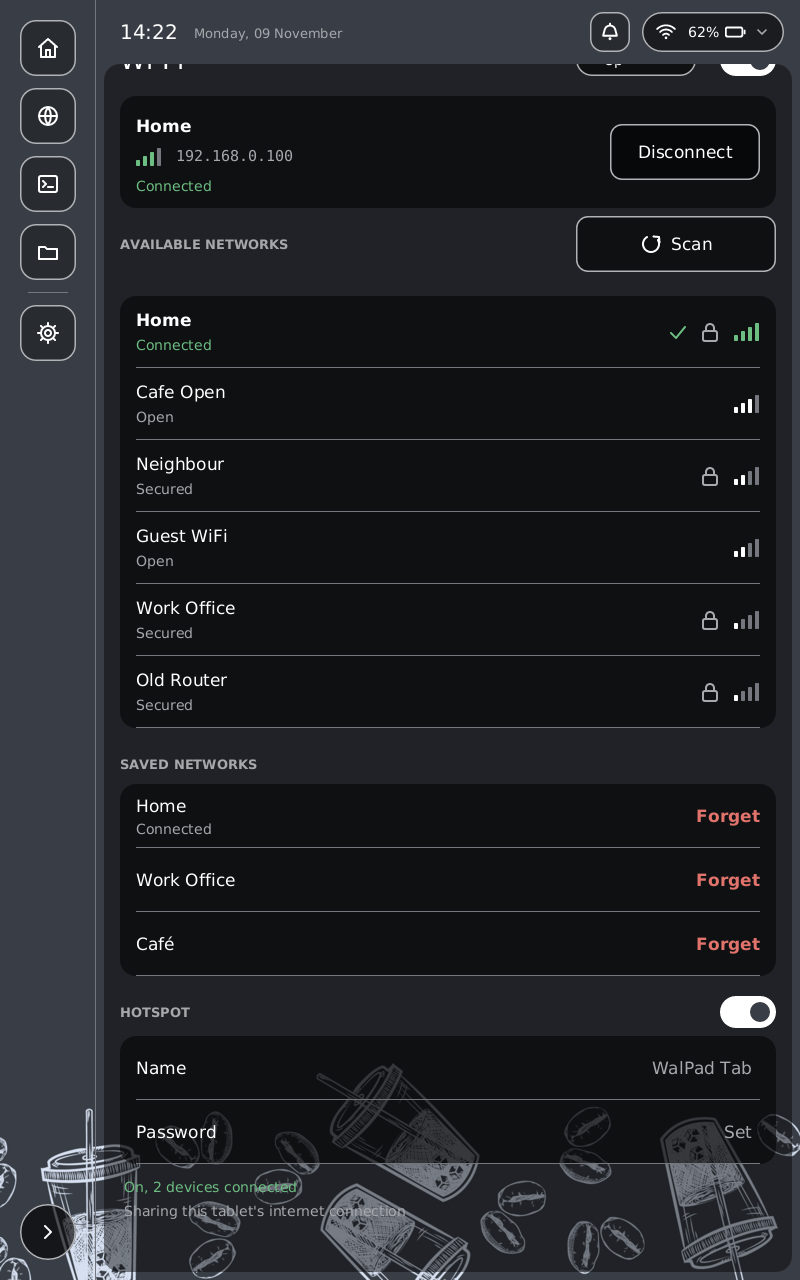 14:22 Monday, 09 November
62%
Home
192.168.0.100
Connected
Disconnect
AVAILABLE NETWORKS
Scan
Home
Connected
Cafe Open
Open
Neighbour
Secured
Guest WiFi
Open
Work Office
Secured
Old Router
Secured
SAVED NETWORKS
Home
Connected
Forget
Work Office
Forget
Café
Forget
HOTSPOT
Name
WalPad Tab
Password
Set
On, 2 devices connected
Sharing this tablet's internet connection